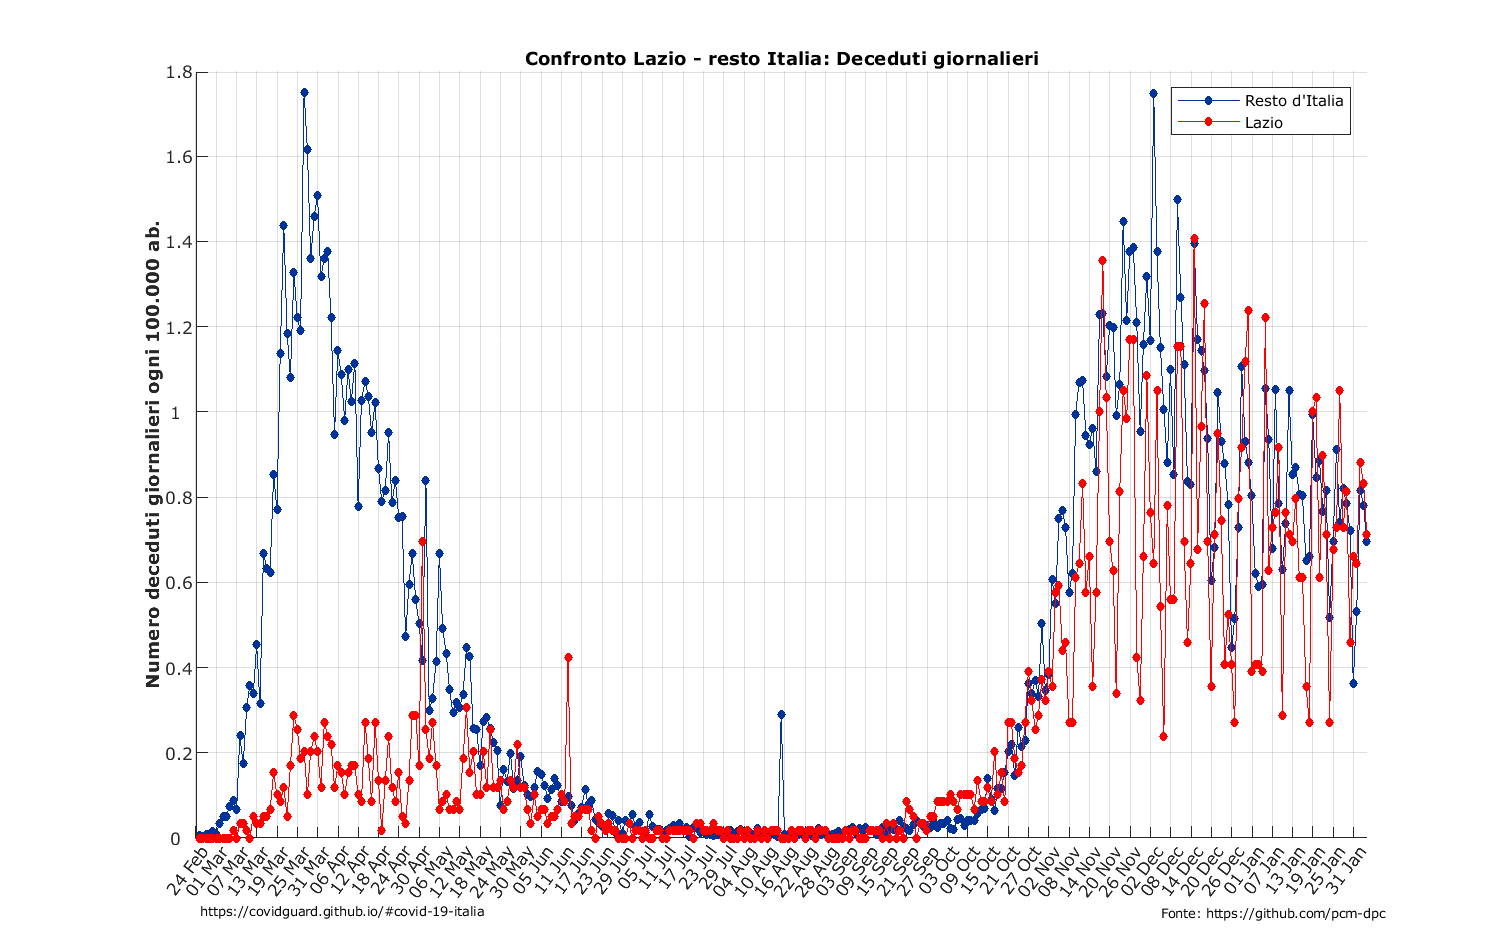 Confronto Lazio - resto Italia: Deceduti giornalieri
Numero deceduti giornalieri ogni 100.000 ab.
1.8
1.6
1.4
1.2
1
0.8
0.6
0.4
0.2
0
Resto d'Italia
Lazio
24 Feb
01 Mar
07 Mar
13 Mar
19 Mar
25 Mar
31 Mar
06 Apr
12 Apr
18 Apr
24 Apr
30 Apr
06 May
12 May
18 May
24 May
30 May
05 Jun
11 Jun
17 Jun
23 Jun
29 Jun
05 Jul
11 Jul
17 Jul
23 Jul
29 Jul
04 Aug
10 Aug
16 Aug
22 Aug
28 Aug
03 Sep
09 Sep
15 Sep
21 Sep
27 Sep
03 Oct
09 Oct
15 Oct
21 Oct
27 Oct
02 Nov
08 Nov
14 Nov
20 Nov
26 Nov
02 Dec
08 Dec
14 Dec
20 Dec
26 Dec
01 Jan
07 Jan
13 Jan
19 Jan
25 Jan
31 Jan
https://covidguard.github.io/#covid-19-italia
Fonte: https://github.com/pcm-dpc